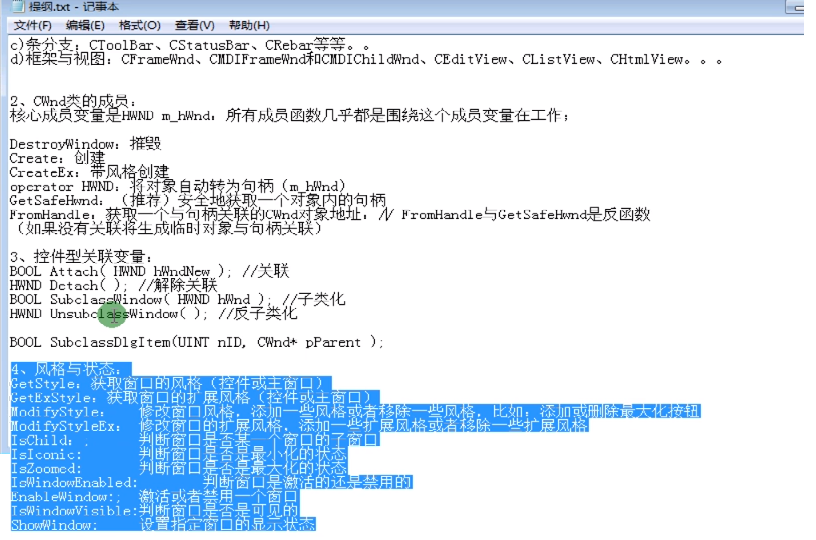 提纲.txt - 记事本
文件(F) 编辑(E) 格式(O) 查看(V) 帮助(H)
c)条分支：CToolBar、CStatusBar、CRebar等等。。
d)框架与视图：CFrameWnd、CMDIFrameWnd和CMDIChildWnd、CEditView、CListView、CHtmlView。。。
2、CWnd类的成员：
核心成员变量是HWND m_hWnd；所有成员函数几乎都是围绕这个成员变量在工作；
DestroyWindow：摧毁
Create：创建
CreateEx：带风格创建
operator HWND：将对象自动转为句柄（m_hWnd）
GetSafeHwnd：（推荐）安全地获取一个对象内的句柄
FromHandle：获取一个与句柄关联的CWnd对象地址；// FromHandle与GetSafeHwnd是反函数
（如果没有关联将生成临时对象与句柄关联）
3、控件型关联变量：
BOOL Attach( HWND hWndNew ); //关联
HWND Detach( ); //解除关联
BOOL SubclassWindow( HWND hWnd ); //子类化
HWND UnsubclassWindow( ); //反子类化
BOOL SubclassDlgItem(UINT nID, CWnd* pParent );
4、风格与状态：
GetStyle：获取窗口的风格（控件或主窗口）
GetExStyle：获取窗口的扩展风格（控件或主窗口）
ModifyStyle： 修改窗口风格，添加一些风格或者移除一些风格，比如：添加或删除最大化按钮
ModifyStyleEx： 修改窗口的扩展风格，添加一些扩展风格或者移除一些扩展风格
IsChild：； 判断窗口是否某一个窗口的子窗口
IsIconic： 判断窗口是否是最小化的状态
IsZoomed： 判断窗口是否是最大化的状态
IsWindowEnabled： 判断窗口是激活的还是禁用的
EnableWindow：； 激活或者禁用一个窗口
IsWindowVisible：判断窗口是否是可见的
ShowWindow： 设置指定窗口的显示状态